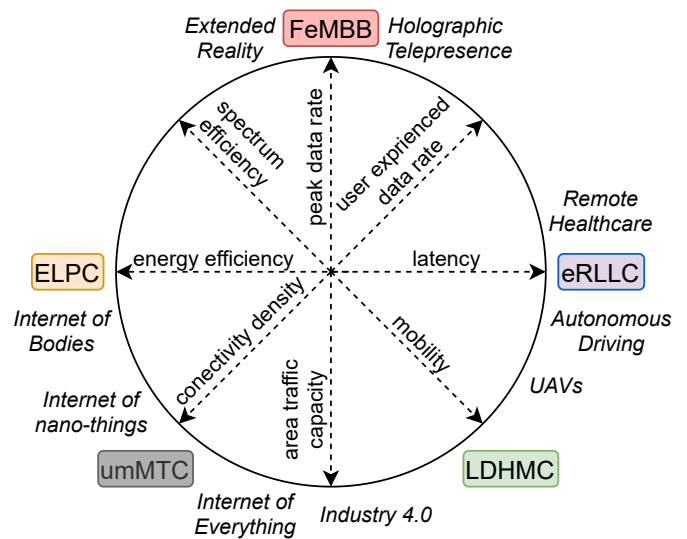 Extended
Reality
FeMBB
Holographic
Telepresence
spectrum
efficiency
peak data rate
user exprienced
data rate
Remote
Healthcare
ELPC
energy efficiency
latency
eRLLC
Internet of
Bodies
conectivity density
mobility
Autonomous
Driving
area traffic
capacity
UAVs
Internet of
nano-things
umMTC
LDHMC
Internet of
Everything
Industry 4.0